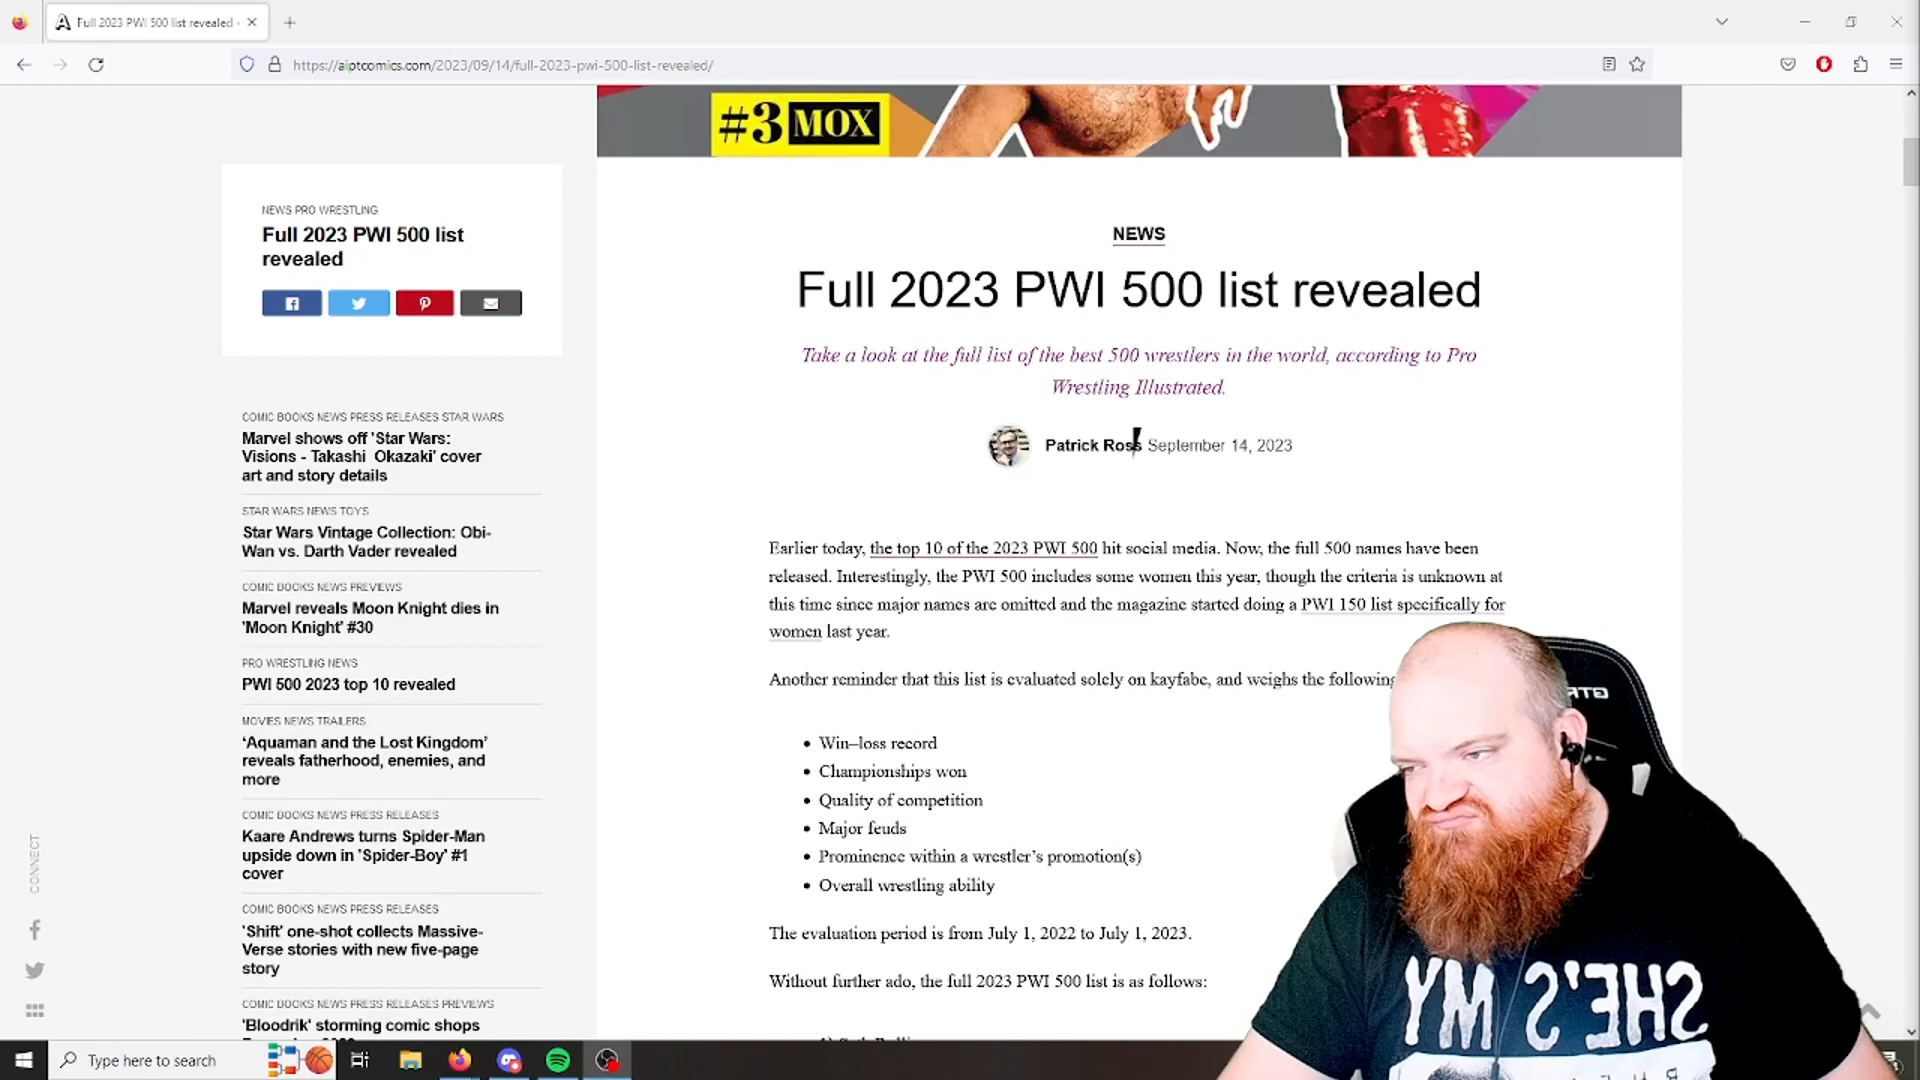 Full 2023 PWI 500 list revealed
https://aiptcomics.com/2023/09/14/full-2023-pwi-500-list-revealed/
#3 MOX
NEWS PRO WRESTLING
Full 2023 PWI 500 list
revealed
COMIC BOOKS NEWS PRESS RELEASES STAR WARS
Marvel shows off 'Star Wars:
Visions - Takashi Okazaki' cover
art and story details
STAR WARS NEWS TOYS
Star Wars Vintage Collection: Obi-
Wan vs. Darth Vader revealed
COMIC BOOKS NEWS PREVIEWS
Marvel reveals Moon Knight dies in
'Moon Knight' #30
PRO WRESTLING NEWS
PWI 500 2023 top 10 revealed
MOVIES NEWS TRAILERS
‘Aquaman and the Lost Kingdom’
reveals fatherhood, enemies, and
more
COMIC BOOKS NEWS PRESS RELEASES
Kaare Andrews turns Spider-Man
upside down in 'Spider-Boy' #1
cover
COMIC BOOKS NEWS PRESS RELEASES
'Shift' one-shot collects Massive-
Verse stories with new five-page
story
COMIC BOOKS NEWS PRESS RELEASES PREVIEWS
'Bloodrik' storming comic shops
CONNECT
NEWS
Full 2023 PWI 500 list revealed
Take a look at the full list of the best 500 wrestlers in the world, according to Pro
Wrestling Illustrated.
Patrick Ross September 14, 2023
Earlier today, the top 10 of the 2023 PWI 500 hit social media. Now, the full 500 names have been
released. Interestingly, the PWI 500 includes some women this year, though the criteria is unknown at
this time since major names are omitted and the magazine started doing a PWI 150 list specifically for
women last year.
Another reminder that this list is evaluated solely on kayfabe, and weighs the following
• Win–loss record
• Championships won
• Quality of competition
• Major feuds
• Prominence within a wrestler’s promotion(s)
• Overall wrestling ability
The evaluation period is from July 1, 2022 to July 1, 2023.
Without further ado, the full 2023 PWI 500 list is as follows:
GTR
SHE'S MY
Type here to search